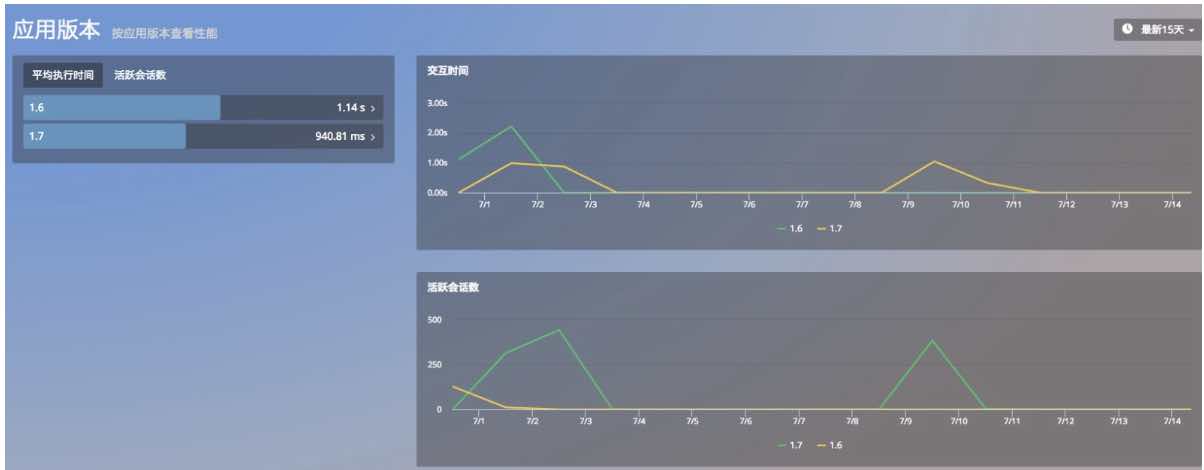 应用版本 按应用版本查看性能
最新15天
平均执行时间 活跃会话数
1.6 1.14 s >
1.7 940.81 ms >
交互时间
3.00s
2.00s
1.00s
0.00s
7/1 7/2 7/3 7/4 7/5 7/6 7/7 7/8 7/9 7/10 7/11 7/12 7/13 7/14
1.6 1.7
活跃会话数
500
250
0
7/1 7/2 7/3 7/4 7/5 7/6 7/7 7/8 7/9 7/10 7/11 7/12 7/13 7/14
1.7 1.6